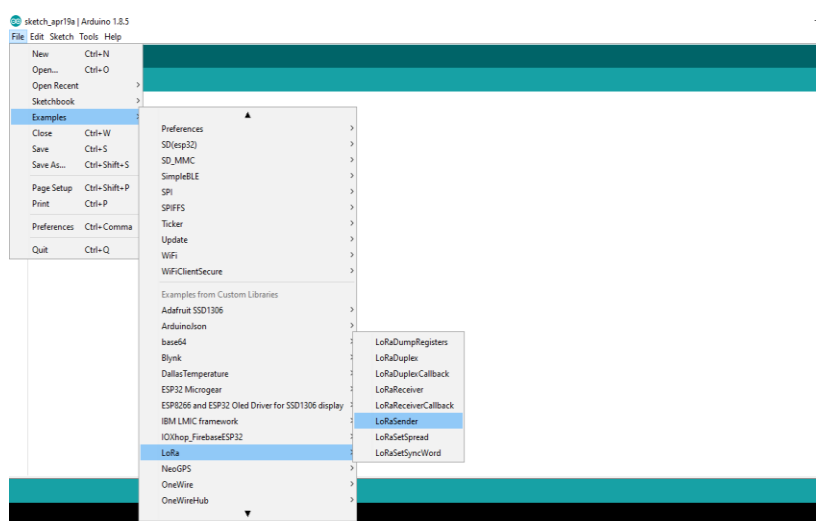 sketch_apr19a | Arduino 1.8.5
File Edit Sketch Tools Help
New Ctrl+N
Open... Ctrl+O
Open Recent
Sketchbook
Examples
Close Ctrl+W
Save Ctrl+S
Save As... Ctrl+Shift+S
Page Setup Ctrl+Shift+P
Print Ctrl+P
Preferences Ctrl+Comma
Quit Ctrl+Q
Preferences
SD(esp32)
SD_MMC
SimpleBLE
SPI
SPIFFS
Ticker
Update
WiFi
WiFiClientSecure
Examples from Custom Libraries
Adafruit SSD1306
ArduinoJson
base64
Blynk
DallasTemperature
ESP32 Microgear
ESP8266 and ESP32 Oled Driver for SSD1306 display
IBM LMIC framework
IOXhop_FirebaseESP32
LoRa
NeoGPS
OneWire
OneWireHub
LoRaDumpRegisters
LoRaDuplex
LoRaDuplexCallback
LoRaReceiver
LoRaReceiverCallback
LoRaSender
LoRaSetSpread
LoRaSetSyncWord